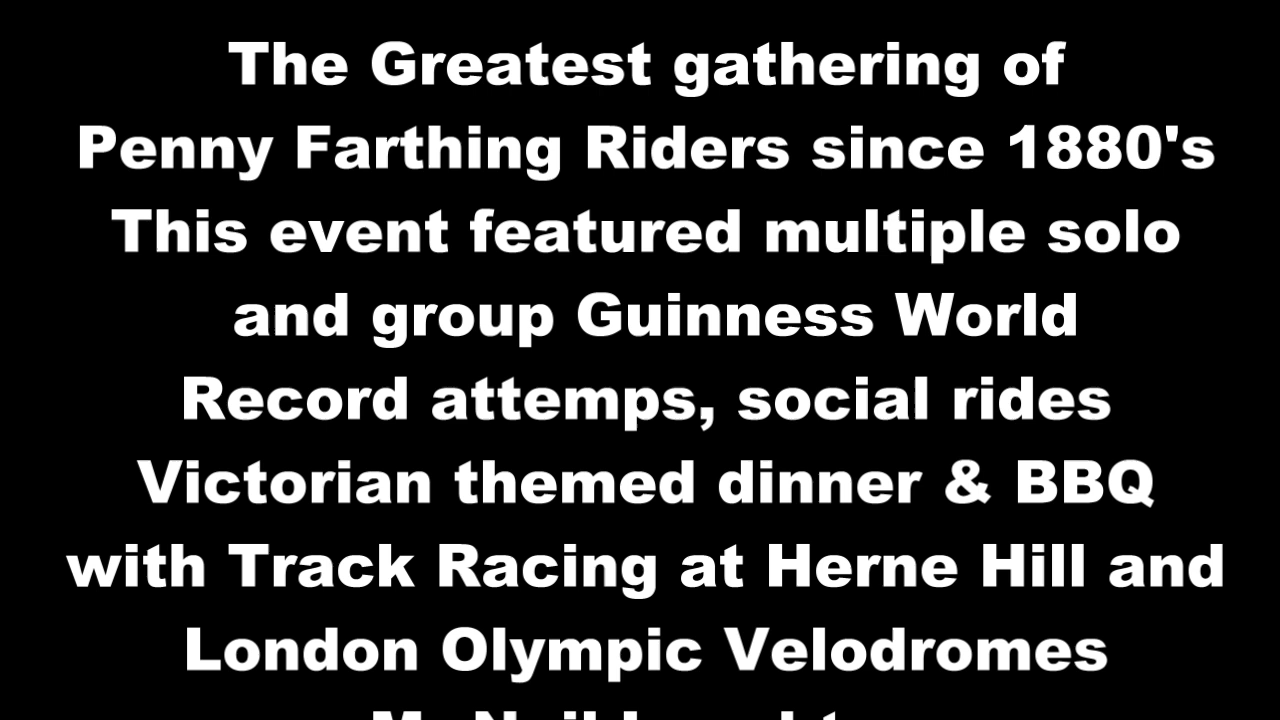 The Greatest gathering of
Penny Farthing Riders since 1880's
This event featured multiple solo
and group Guinness World
Record attemps, social rides
Victorian themed dinner & BBQ
with Track Racing at Herne Hill and
London Olympic Velodromes